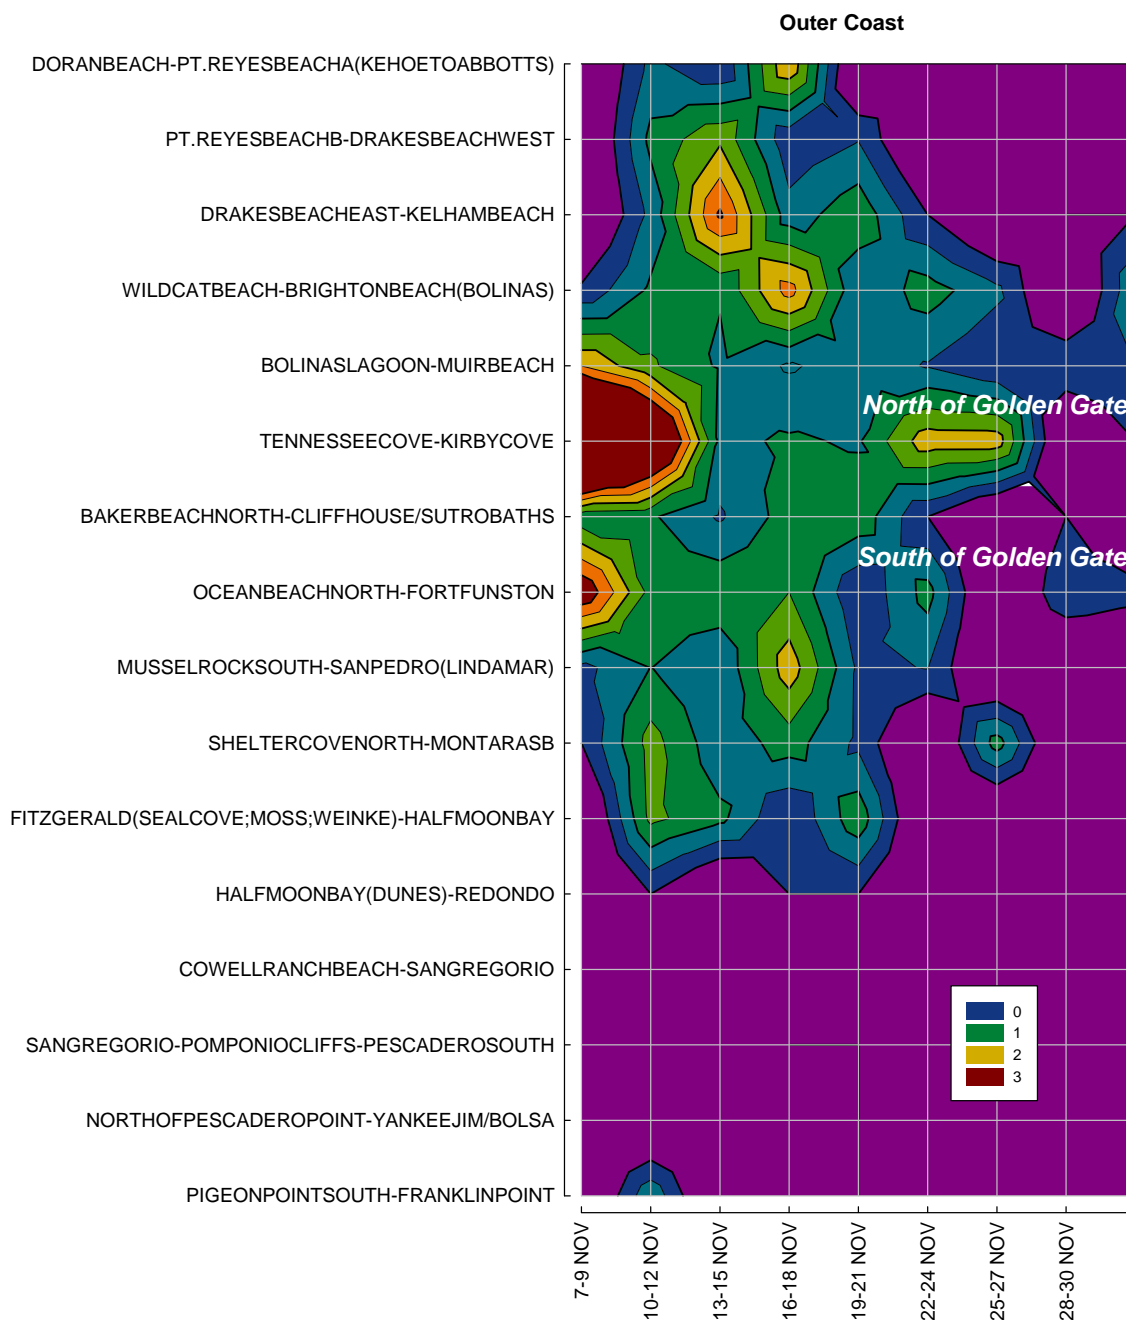 Outer Coast
DORANBEACH-PT.REYESBEACHA(KEHOETOABBOTTS)
PT.REYESBEACHB-DRAKESBEACHWEST
DRAKESBEACHEAST-KELHAMBEACH
WILDCATBEACH-BRIGHTONBEACH(BOLINAS)
BOLINASLAGOON-MUIRBEACH
North of Golden Gate
TENNESSEECOVE-KIRBYCOVE
BAKERBEACHNORTH-CLIFFHOUSE/SUTROBATHS
South of Golden Gate
OCEANBEACHNORTH-FORTFUNSTON
MUSSELROCKSOUTH-SANPEDRO(LINDAMAR)
SHELTERCOVENORTH-MONTARASB
FITZGERALD(SEALCOVE;MOSS;WEINKE)-HALFMOONBAY
HALFMOONBAY(DUNES)-REDONDO
COWELLRANCHBEACH-SANGREGORIO
SANGREGORIO-POMPONIOCLIFFS-PESCADEROSOUTH
NORTHOFPESCADEROPOINT-YANKEEJIM/BOLSA
PIGEONPOINTSOUTH-FRANKLINPOINT
0
1
2
3
7-9 NOV
10-12 NOV
13-15 NOV
16-18 NOV
19-21 NOV
22-24 NOV
25-27 NOV
28-30 NOV